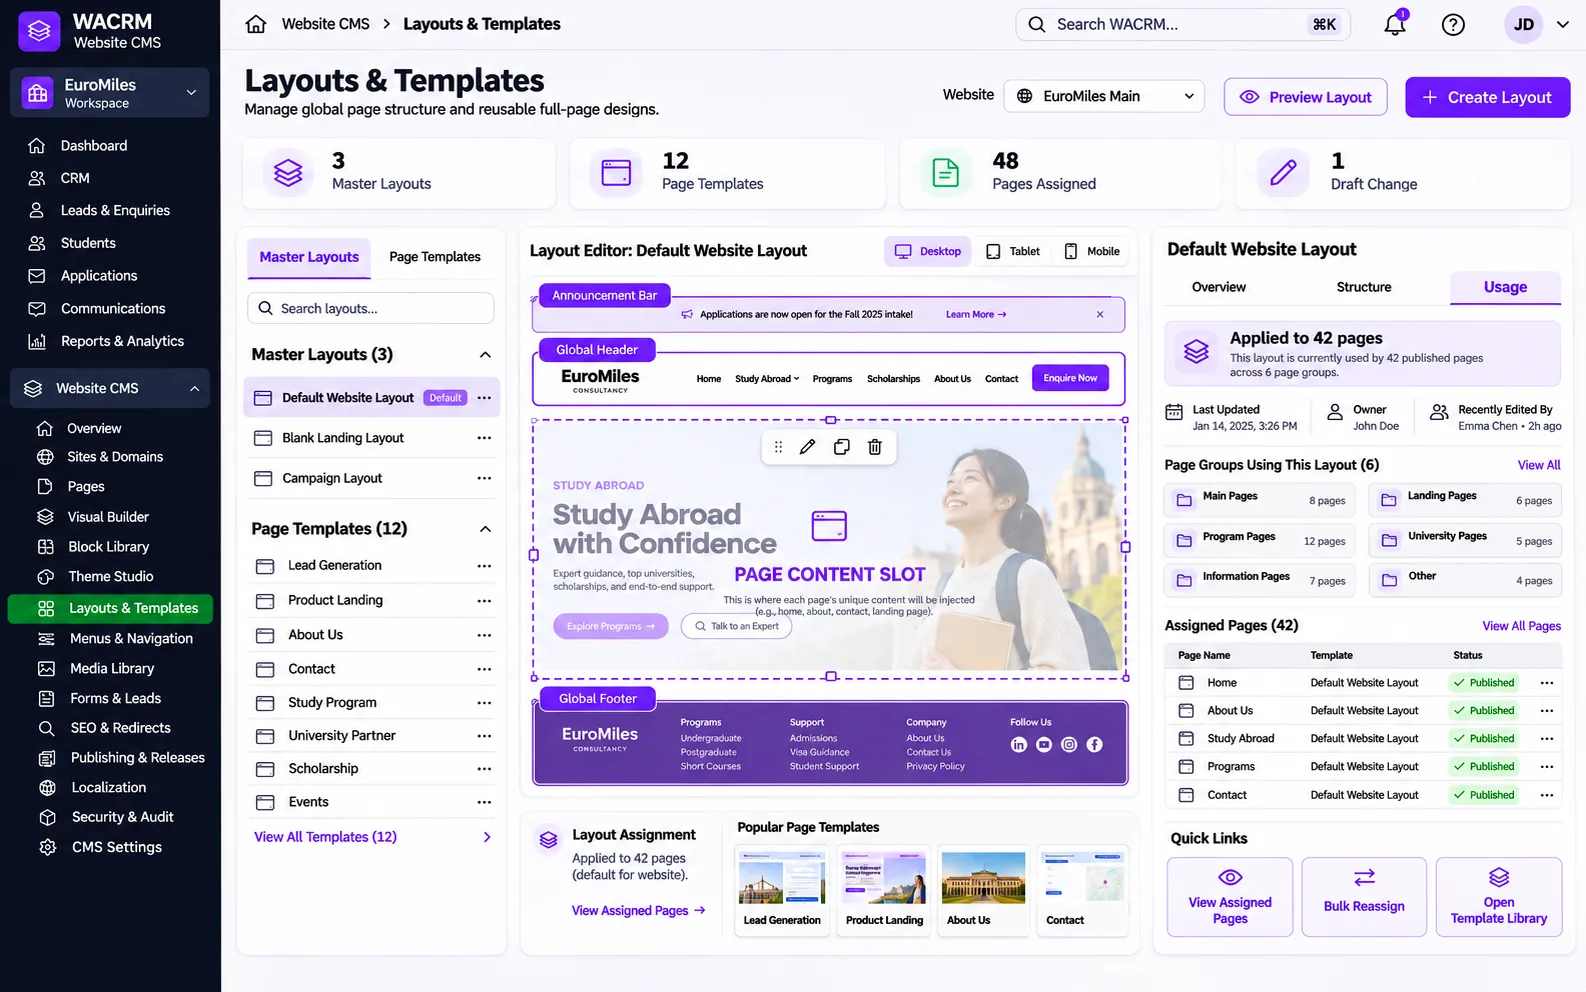 WACRM
Website CMS
EuroMiles
Workspace
Dashboard
CRM
Leads & Enquiries
Students
Applications
Communications
Reports & Analytics
Website CMS
Overview
Sites & Domains
Pages
Visual Builder
Block Library
Theme Studio
Layouts & Templates
Menus & Navigation
Media Library
Forms & Leads
SEO & Redirects
Publishing & Releases
Localization
Security & Audit
CMS Settings
Website CMS > Layouts & Templates
Search WACRM...
⌘K
1
JD
Layouts & Templates
Manage global page structure and reusable full-page designs.
Website
EuroMiles Main
Preview Layout
+ Create Layout
3
Master Layouts
12
Page Templates
48
Pages Assigned
1
Draft Change
Master Layouts
Page Templates
Search layouts...
Master Layouts (3)
Default Website Layout Default
Blank Landing Layout
Campaign Layout
Page Templates (12)
Lead Generation
Product Landing
About Us
Contact
Study Program
University Partner
Scholarship
Events
View All Templates (12)
Layout Editor: Default Website Layout
Desktop
Tablet
Mobile
Announcement Bar
Applications are now open for the Fall 2025 intake! Learn More →
Global Header
EuroMiles
CONSULTANCY
Home Study Abroad Programs Scholarships About Us Contact Enquire Now
STUDY ABROAD
Study Abroad
with Confidence
Expert guidance, top universities,
scholarships, and end-to-end support.
Explore Programs →
Talk to an Expert
PAGE CONTENT SLOT
This is where each page's unique content will be injected
(e.g., home, about, contact, landing page).
Global Footer
EuroMiles
CONSULTANCY
Programs
Undergraduate
Postgraduate
Short Courses
Support
Admissions
Visa Guidance
Student Support
Company
About Us
Contact Us
Privacy Policy
Follow Us
Layout Assignment
Applied to 42 pages
(default for website).
View Assigned Pages →
Popular Page Templates
Lead Generation
Product Landing
About Us
Contact
Default Website Layout
Overview
Structure
Usage
Applied to 42 pages
This layout is currently used by 42 published pages
across 6 page groups.
Last Updated
Jan 14, 2025, 3:26 PM
Owner
John Doe
Recently Edited By
Emma Chen • 2h ago
Page Groups Using This Layout (6)
View All
Main Pages 8 pages
Landing Pages 6 pages
Program Pages 12 pages
University Pages 5 pages
Information Pages 7 pages
Other 4 pages
Assigned Pages (42)
View All Pages
Page Name Template Status
Home Default Website Layout Published
About Us Default Website Layout Published
Study Abroad Default Website Layout Published
Programs Default Website Layout Published
Contact Default Website Layout Published
Quick Links
View Assigned
Pages
Bulk Reassign
Open
Template Library